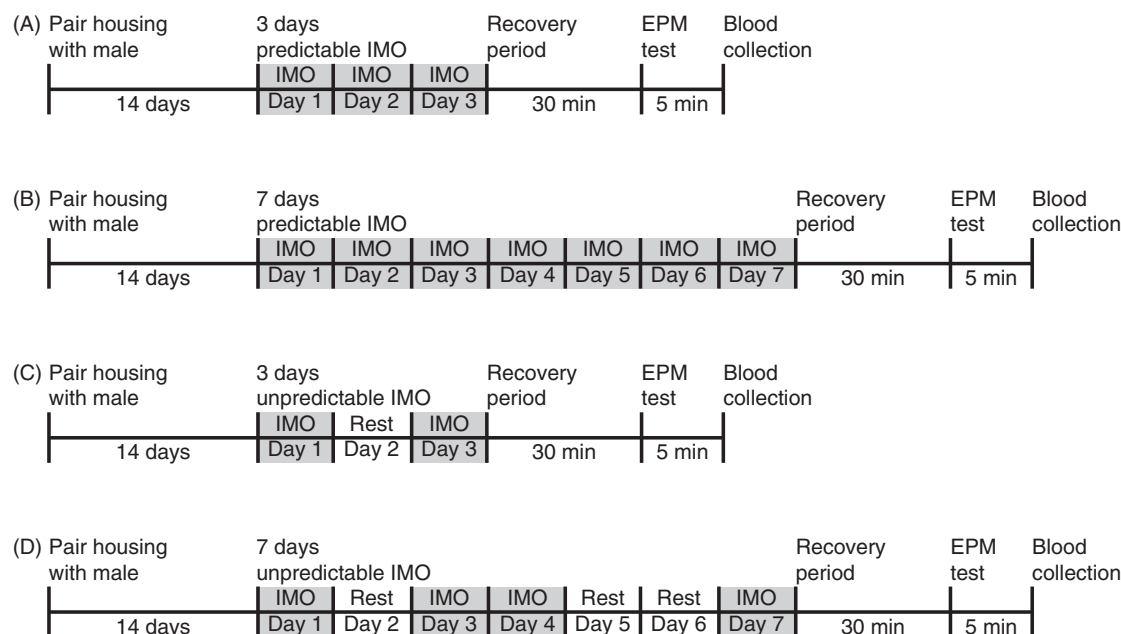 (A) Pair housing 3 days Recovery EPM Blood
with male predictable IMO period test collection
IMO IMO IMO
14 days Day 1 Day 2 Day 3 30 min 5 min
(B) Pair housing 7 days Recovery EPM Blood
with male predictable IMO period test collection
IMO IMO IMO IMO IMO IMO IMO
14 days Day 1 Day 2 Day 3 Day 4 Day 5 Day 6 Day 7 30 min 5 min
(C) Pair housing 3 days Recovery EPM Blood
with male unpredictable IMO period test collection
IMO Rest IMO
14 days Day 1 Day 2 Day 3 30 min 5 min
(D) Pair housing 7 days Recovery EPM Blood
with male unpredictable IMO period test collection
IMO Rest IMO IMO Rest Rest IMO
14 days Day 1 Day 2 Day 3 Day 4 Day 5 Day 6 Day 7 30 min 5 min